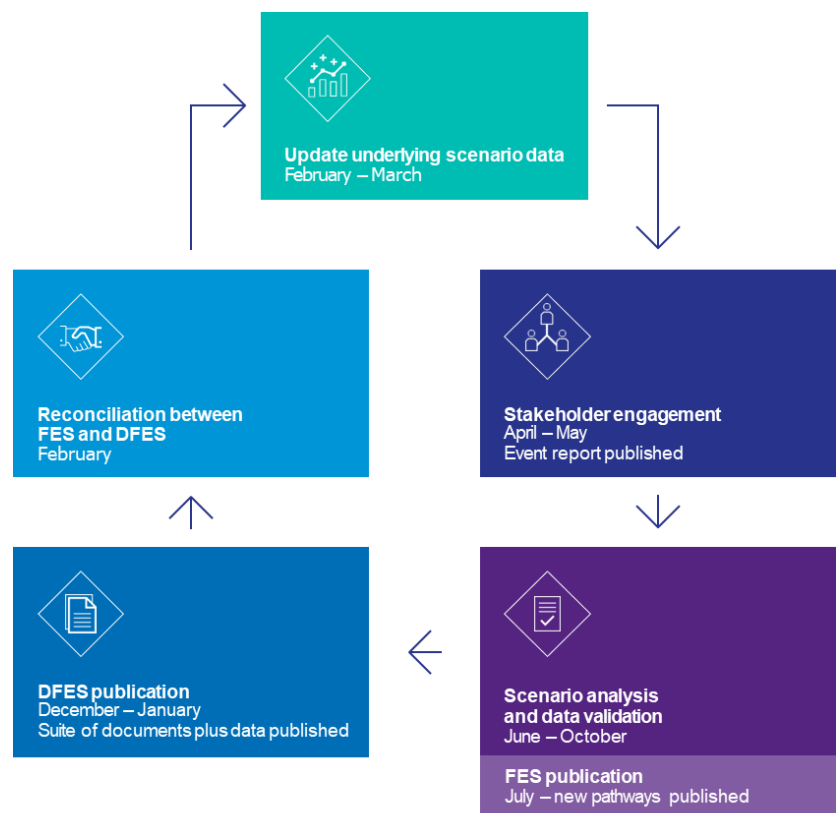 Update underlying scenario data
February – March
Stakeholder engagement
April – May
Event report published
Scenario analysis
and data validation
June – October
FES publication
July – new pathways published
DFES publication
December – January
Suite of documents plus data published
Reconciliation between
FES and DFES
February